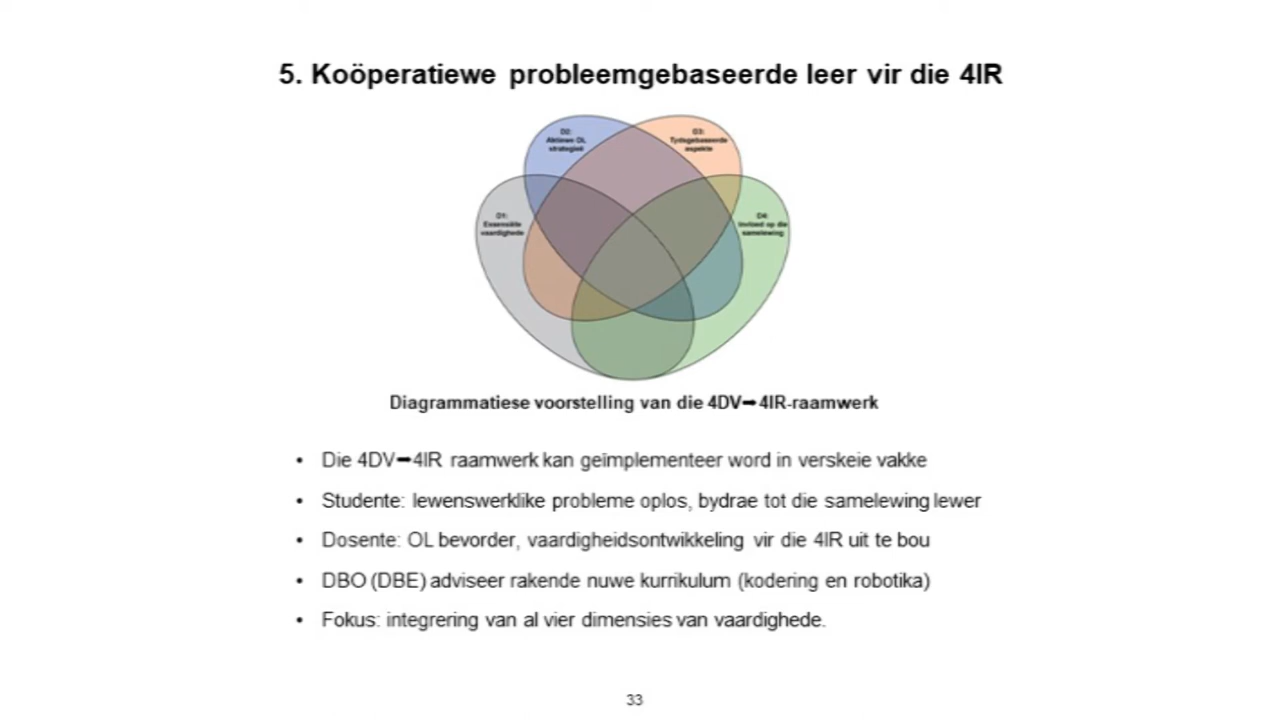 5. Koöperatiewe probleemgebaseerde leer vir die 4IR
D2:
Aktiewe OL
strategieë
D3:
Tydsgebaseerde
aspekte
D1:
Essensiële
vaardighede
D4:
Invloed op die
samelewing
Diagrammatiese voorstelling van die 4DV➡4IR-raamwerk
• Die 4DV➡4IR raamwerk kan geïmplementeer word in verskeie vakke
• Studente: lewenswerklike probleme oplos, bydrae tot die samelewing lewer
• Dosente: OL bevorder, vaardigheidsontwikkeling vir die 4IR uit te bou
• DBO (DBE) adviseer rakende nuwe kurrikulum (kodering en robotika)
• Fokus: integrering van al vier dimensies van vaardighede.
33